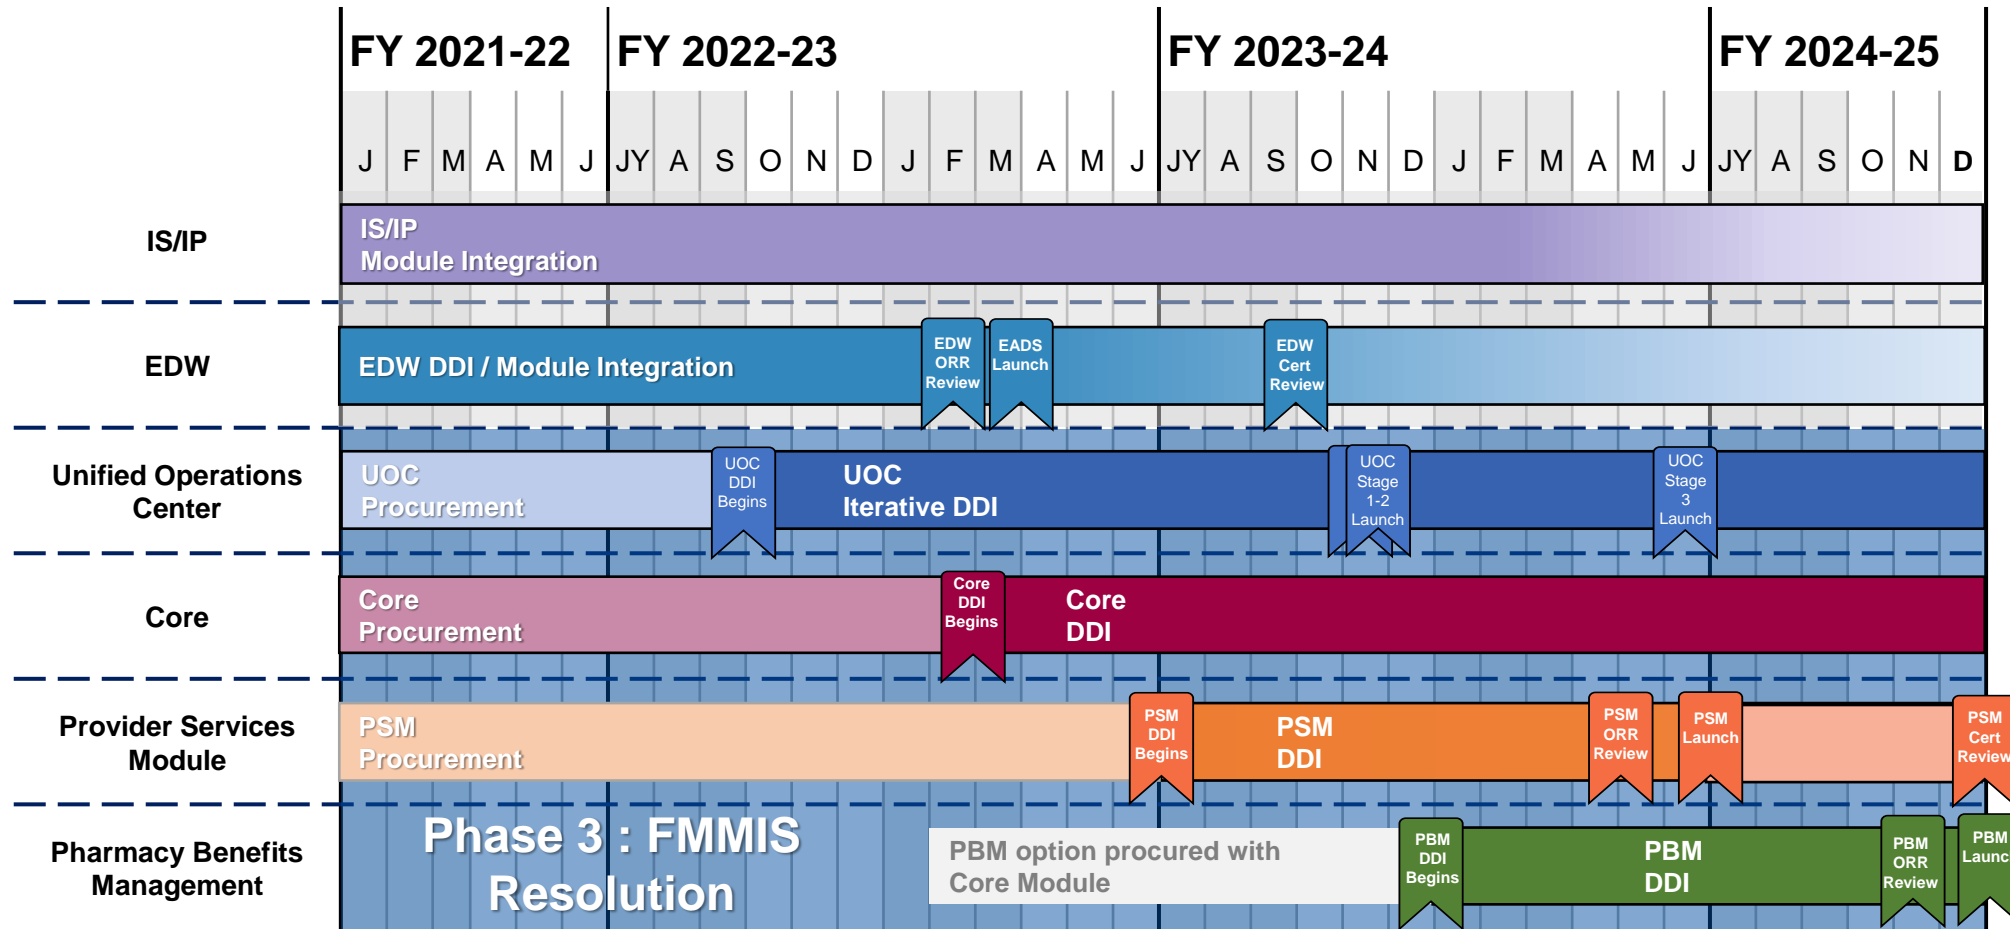 FY 2021-22 FY 2022-23 FY 2023-24 FY 2024-25
J F M A M J JY A S O N D J F M A M J JY A S O N D J F M A M J JY A S O N D
IS/IP
IS/IP
Module Integration
EDW
EDW DDI / Module Integration
EDW
ORR
Review
EADS
Launch
EDW
Cert
Review
Unified Operations
Center
UOC
Procurement
UOC
DDI
Begins
UOC
Iterative DDI
UOC
Stage
1-2
Launch
UOC
Stage
3
Launch
Core
Core
Procurement
Core
DDI
Begins
Core
DDI
Provider Services
Module
PSM
Procurement
PSM
DDI
Begins
PSM
DDI
PSM
ORR
Review
PSM
Launch
PSM
Cert
Review
Pharmacy Benefits
Management
Phase 3 : FMMIS
Resolution
PBM option procured with
Core Module
PBM
DDI
Begins
PBM
DDI
PBM
ORR
Review
PBM
Launch